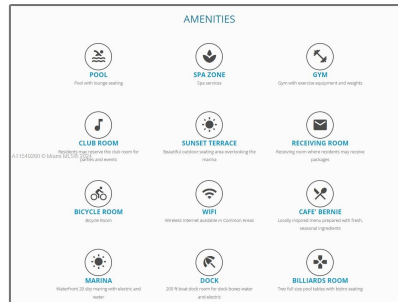 AMENITIES
POOL
Pool with lounge seating
SPA ZONE
Spa services
GYM
Gym with exercise equipment and weights
CLUB ROOM
Residents may reserve the club room for
parties and events
SUNSET TERRACE
Beautiful outdoor seating area overlooking the
marina
RECEIVING ROOM
Receiving room where residents may receive
packages
A11549200 © Miami MLS® 2024
BICYCLE ROOM
Bicycle Room
WIFI
Wireless Internet available in Common Areas
CAFE' BERNIE
Locally inspired menu prepared with fresh,
seasonal ingredients
MARINA
Waterfront 20 slip marina with electric and
water
DOCK
200 ft boat dock room for dock boxes water
and electric
BILLIARDS ROOM
Two full size pool tables with bistro seating